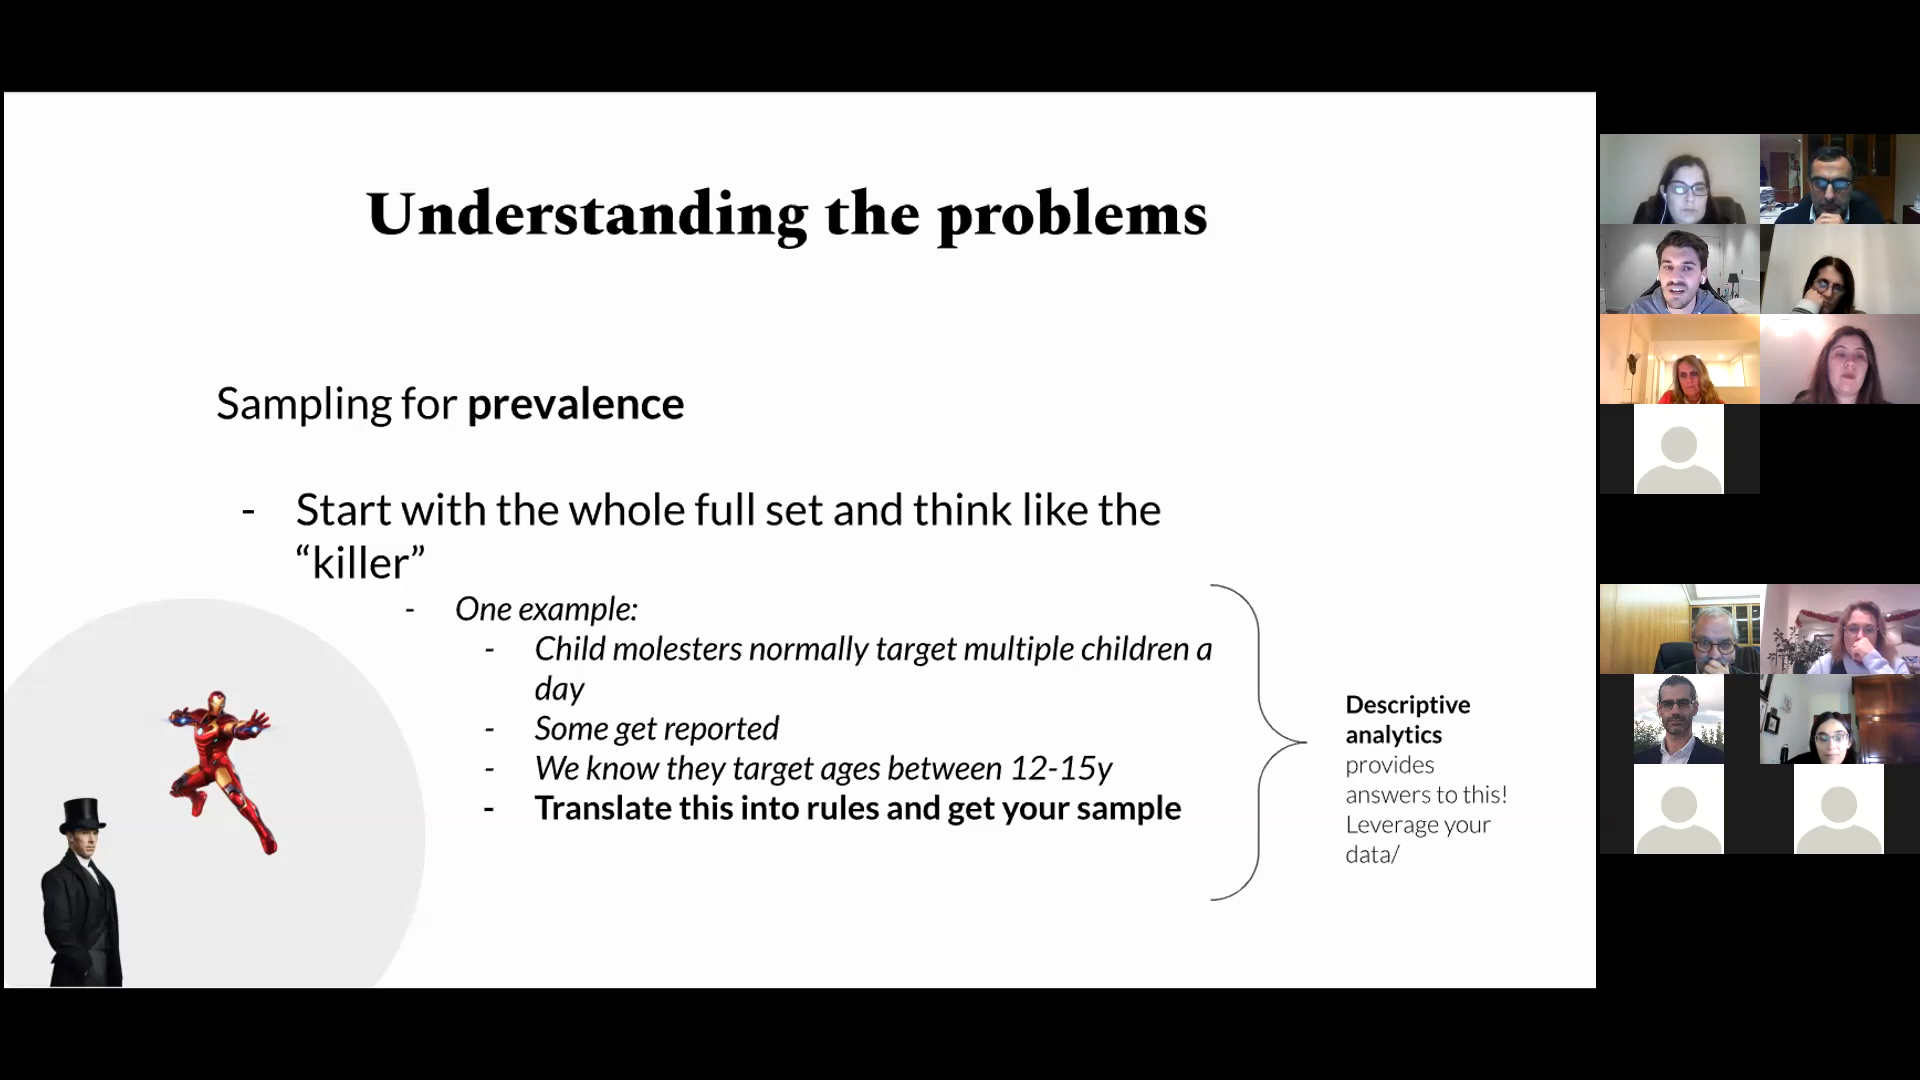 Understanding the problems
Sampling for prevalence
- Start with the whole full set and think like the
“killer”
- One example:
- Child molesters normally target multiple children a
day
- Some get reported
- We know they target ages between 12-15y
- Translate this into rules and get your sample
Descriptive
analytics
provides
answers to this!
Leverage your
data/